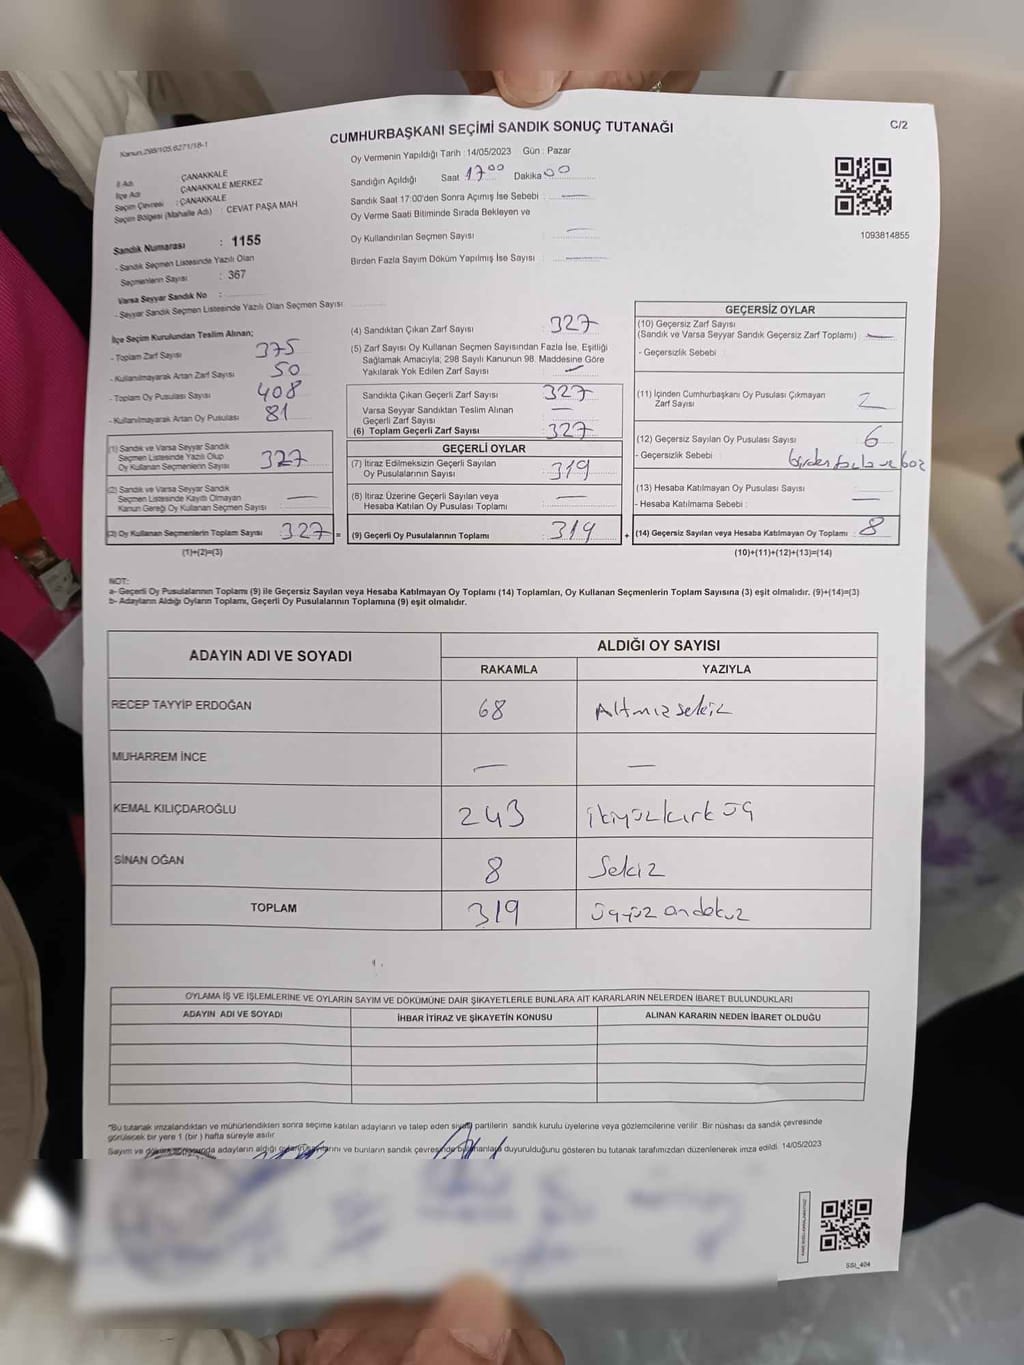 Kanun:298/105,6271/18-1
CUMHURBAŞKANI SEÇİMİ SANDIK SONUÇ TUTANAĞI
C/2
İl Adı : ÇANAKKALE
İlçe Adı : ÇANAKKALE MERKEZ
Seçim Çevresi : ÇANAKKALE
Seçim Bölgesi (Mahalle Adı) : CEVAT PAŞA MAH
Sandık Numarası : 1155
- Sandık Seçmen Listesinde Yazılı Olan
Seçmenlerin Sayısı : 367
Varsa Seyyar Sandık No :
- Seyyar Sandık Seçmen Listesinde Yazılı Olan Seçmen Sayısı:
Oy Vermenin Yapıldığı Tarih : 14/05/2023 Gün : Pazar
Sandığın Açıldığı Saat 17⁰⁰ Dakika 00
Sandık Saat 17:00'den Sonra Açımış İse Sebebi : —
Oy Verme Saati Bitiminde Sırada Bekleyen ve
Oy Kullandırılan Seçmen Sayısı : —
Birden Fazla Sayım Döküm Yapılmış İse Sayısı : —
1093814855
İlçe Seçim Kurulundan Teslim Alınan;
- Toplam Zarf Sayısı 375
- Kullanılmayarak Artan Zarf Sayısı 50
- Toplam Oy Pusulası Sayısı 408
- Kullanılmayarak Artan Oy Pusulası 81
(1) Sandık ve Varsa Seyyar Sandık
Seçmen Listesinde Yazılı Olup
Oy Kullanan Seçmenlerin Sayısı 327
(2) Sandık ve Varsa Seyyar Sandık
Seçmen Listesinde Kayıtlı Olmayan
Kanun Gereği Oy Kullanan Seçmen Sayısı —
(3) Oy Kullanan Seçmenlerin Toplam Sayısı 327 =
(1)+(2)=(3)
(4) Sandıktan Çıkan Zarf Sayısı : 327
(5) Zarf Sayısı Oy Kullanan Seçmen Sayısından Fazla İse, Eşitliği
Sağlamak Amacıyla; 298 Sayılı Kanunun 98. Maddesine Göre
Yakılarak Yok Edilen Zarf Sayısı : —
Sandıkta Çıkan Geçerli Zarf Sayısı : 327
Varsa Seyyar Sandıktan Teslim Alınan
Geçerli Zarf Sayısı : —
(6) Toplam Geçerli Zarf Sayısı : 327
GEÇERLİ OYLAR
(7) İtiraz Edilmeksizin Geçerli Sayılan
Oy Pusulalarının Sayısı : 319
(8) İtiraz Üzerine Geçerli Sayılan veya
Hesaba Katılan Oy Pusulası Toplamı —
(9) Geçerli Oy Pusulalarının Toplamı : 319 +
GEÇERSİZ OYLAR
(10) Geçersiz Zarf Sayısı
(Sandık ve Varsa Seyyar Sandık Geçersiz Zarf Toplamı) —
- Geçersizlik Sebebi :
(11) İçinden Cumhurbaşkanı Oy Pusulası Çıkmayan
Zarf Sayısı 2
(12) Geçersiz Sayılan Oy Pusulası Sayısı 6
- Geçersizlik Sebebi : birden fazla ve boz
(13) Hesaba Katılmayan Oy Pusulası Sayısı
- Hesaba Katılmama Sebebi : —
(14) Geçersiz Sayılan veya Hesaba Katılmayan Oy Toplamı : 8
(10)+(11)+(12)+(13)=(14)
NOT:
a- Geçerli Oy Pusulalarının Toplamı (9) ile Geçersiz Sayılan veya Hesaba Katılmayan Oy Toplamı (14) Toplamları, Oy Kullanan Seçmenlerin Toplam Sayısına (3) eşit olmalıdır. (9)+(14)=(3)
b- Adayların Aldığı Oyların Toplamı, Geçerli Oy Pusulalarının Toplamına (9) eşit olmalıdır.
ADAYIN ADI VE SOYADI
ALDIĞI OY SAYISI
RAKAMLA YAZIYLA
RECEP TAYYİP ERDOĞAN 68 Altmış sekiz
MUHARREM İNCE — —
KEMAL KILIÇDAROĞLU 243 ikiyüzkırk üç
SİNAN OĞAN 8 Sekiz
TOPLAM 319 üçyüz ondokuz
OYLAMA İŞ VE İŞLEMLERİNE VE OYLARIN SAYIM VE DÖKÜMÜNE DAİR ŞİKAYETLERLE BUNLARA AİT KARARLARIN NELERDEN İBARET BULUNDUKLARI
ADAYIN ADI VE SOYADI İHBAR İTİRAZ VE ŞİKAYETİN KONUSU ALINAN KARARIN NEDEN İBARET OLDUĞU
"Bu tutanak imzalandıktan ve mühürlendikten sonra seçime katılan adayların ve talep eden siyasi partilerin sandık kurulu üyelerine veya gözlemcilerine verilir. Bir nüshası da sandık çevresinde
görülecek bir yere 1 (bir ) hafta süreyle asılır.
Sayım ve adayların aldığı ve bunların sandık çevresinde duyurulduğunu gösteren bu tutanak tarafımızdan düzenlenerek imza edildi. 14/05/2023
SSI_404